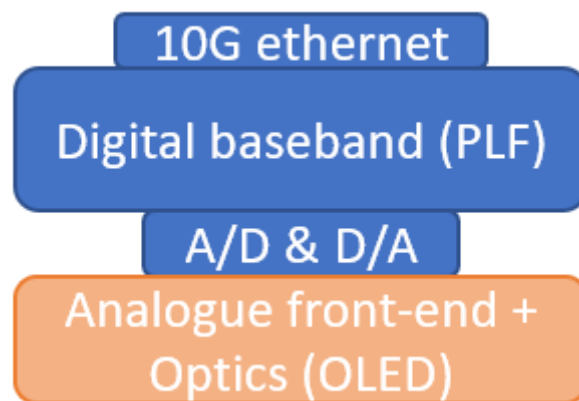 10G ethernet
Digital baseband (PLF)
A/D & D/A
Analogue front-end +
Optics (OLED)